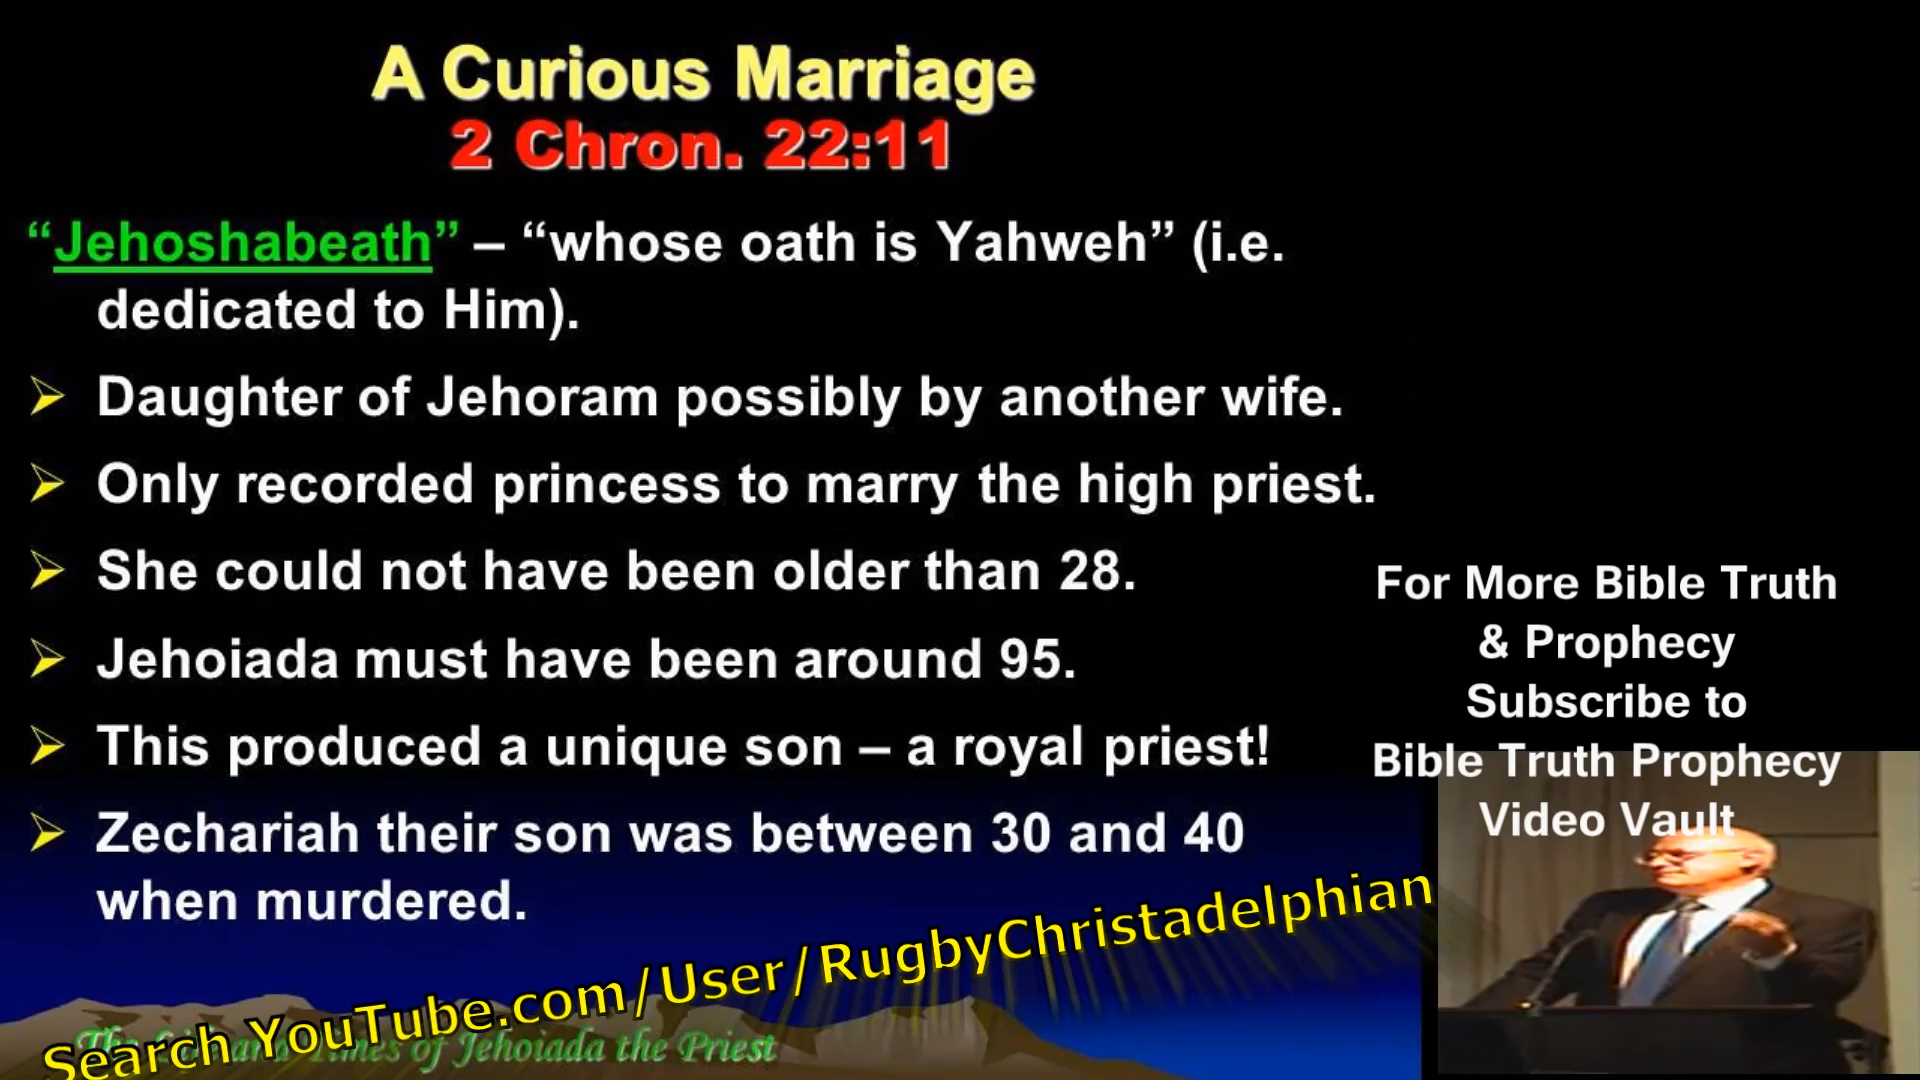 A Curious Marriage
2 Chron. 22:11
“Jehoshabeath” – “whose oath is Yahweh” (i.e.
dedicated to Him).
Daughter of Jehoram possibly by another wife.
Only recorded princess to marry the high priest.
She could not have been older than 28.
Jehoiada must have been around 95.
This produced a unique son – a royal priest!
Zechariah their son was between 30 and 40
when murdered.
For More Bible Truth
& Prophecy
Subscribe to
Bible Truth Prophecy
Video Vault
Search YouTube.com/User/RugbyChristadelphian
The and Times of Jehoiada the Priest